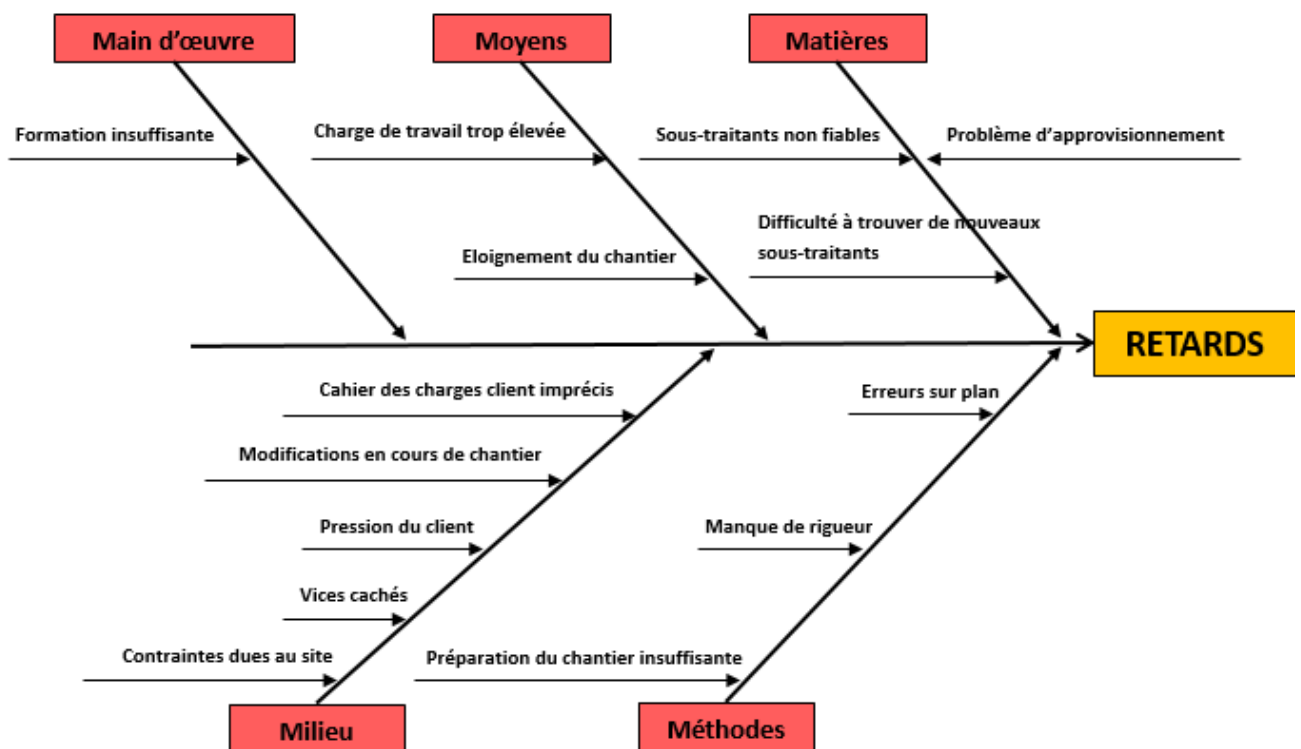 Main d'œuvre
Moyens
Matières
Formation insuffisante
Charge de travail trop élevée
Sous-traitants non fiables
Problème d'approvisionnement
Eloignement du chantier
Difficulté à trouver de nouveaux
sous-traitants
RETARDS
Cahier des charges client imprécis
Erreurs sur plan
Modifications en cours de chantier
Pression du client
Manque de rigueur
Vices cachés
Contraintes dues au site
Préparation du chantier insuffisante
Milieu
Méthodes